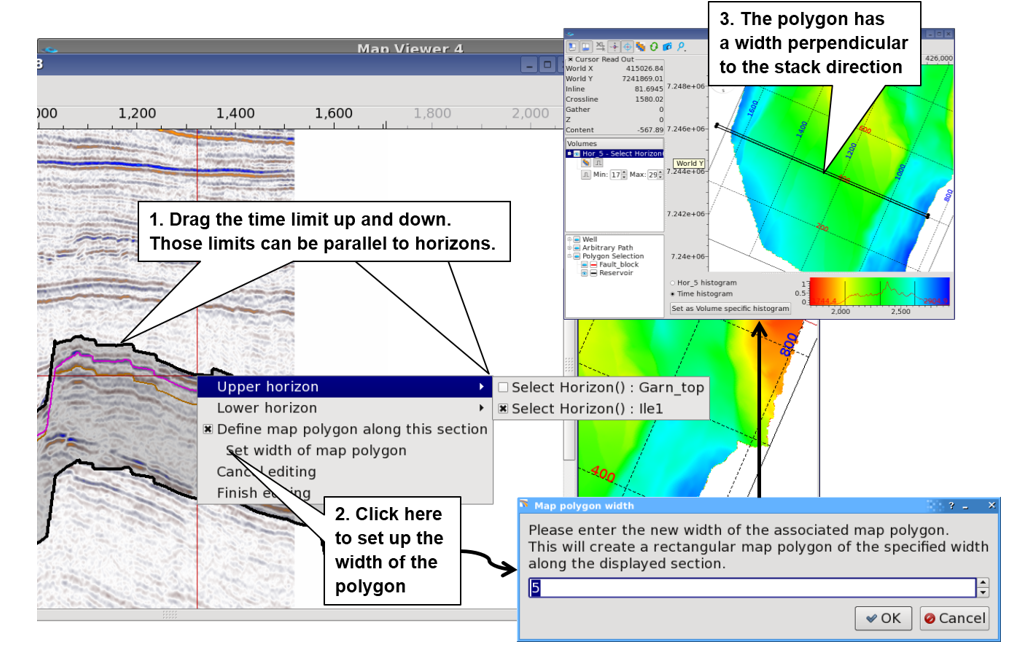 3. The polygon has
a width perpendicular
to the stack direction
Map Viewer 4
3
000
1,200
1,400
1,600
1,800
2,000
Cursor Read Out
World X 415026.84
World Y 7241869.01
Inline 81.6945
Crossline 1580.02
Gather 0
Z 0
Content -567.89
Volumes
Hor_5 - Select Horizon(
Min: 17 Max: 29
Well
Arbitrary Path
Polygon Selection
Fault_block
Reservoir
426,000
7.248e+06
7.246e+06
World Y
7.244e+06
7.242e+06
7.24e+06
1600
1400
1200
1000
800
600
200
Hor_5 histogram
Time histogram
Set as Volume specific histogram
1
0.5
0
2,000
2,500
1. Drag the time limit up and down.
Those limits can be parallel to horizons.
800
400
Upper horizon
Lower horizon
Define map polygon along this section
Set width of map polygon
Cancel editing
Finish editing
Select Horizon() : Garn_top
Select Horizon() : Ile1
2. Click here
to set up the
width of the
polygon
Map polygon width
Please enter the new width of the associated map polygon.
This will create a rectangular map polygon of the specified width
along the displayed section.
5
OK
Cancel